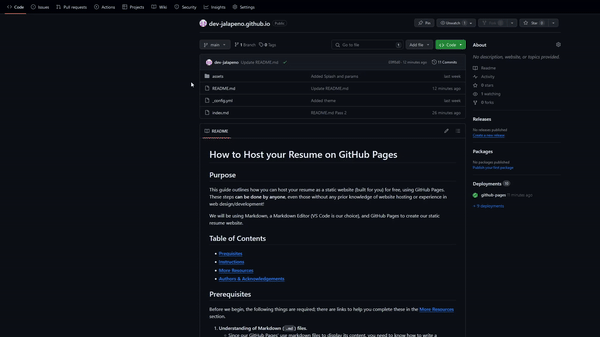 Code Issues Pull requests Actions Projects Wiki Security Insights Settings
dev-jalapeno.github.io Public
Pin Unwatch 1 Star 0
main 1 Branch 0 Tags Go to file Add file Code
dev-jalapeno Update README.md 12 minutes ago 11 Commits
assets Added Splash and params last week
README.md Update README.md 12 minutes ago
_config.yml Added theme last week
index.md README.md Pass 2 26 minutes ago
README
How to Host your Resume on GitHub Pages
Purpose
This guide outlines how you can host your resume as a static website (built for you) for free, using GitHub Pages.
These steps can be done by anyone, even those without any prior knowledge of website hosting or experience in
web design/development!
We will be using Markdown, a Markdown Editor (VS Code is our choice), and GitHub Pages to create our static
resume website.
Table of Contents
Prequisites
Instructions
More Resources
Authors & Acknowledgements
Prerequisites
Before we begin, the following things are required; there are links to help you complete these in the More Resources
section.
1. Understanding of Markdown (.md) files.
Since our GitHub Pages' use markdown files to display its content, you need to know how to write a
About
No description, website, or topics provided.
Readme
Activity
0 stars
1 watching
0 forks
Releases
No releases published
Create a new release
Packages
No packages published
Publish your first package
Deployments
github-pages 11 minutes ago
+ 9 deployments